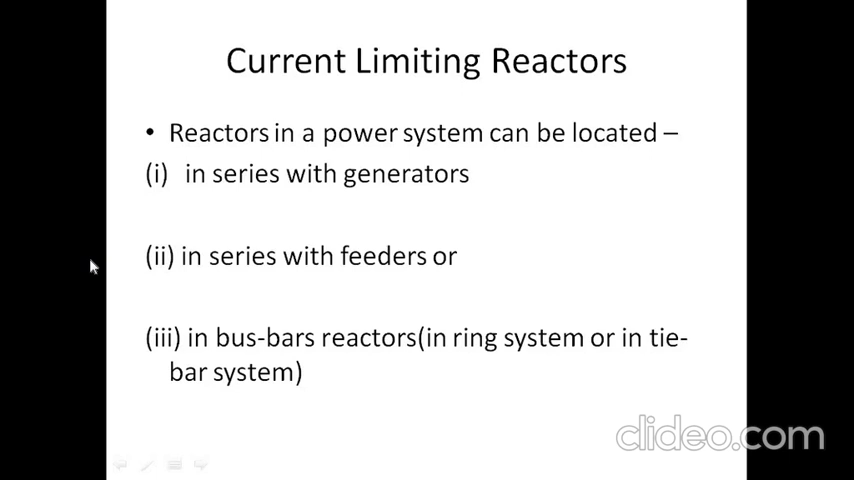 Current Limiting Reactors
• Reactors in a power system can be located –
(i) in series with generators
(ii) in series with feeders or
(iii) in bus-bars reactors(in ring system or in tie-
bar system)
clideo.com